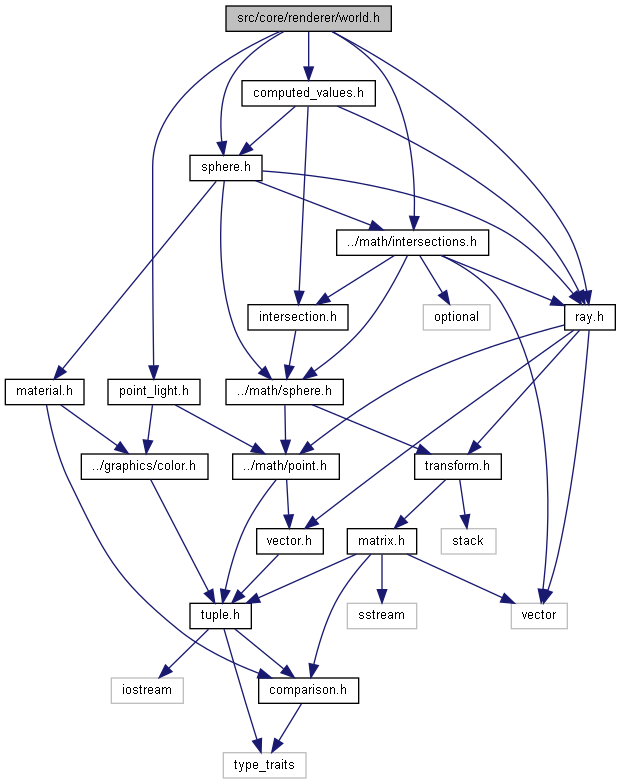 src/core/renderer/world.h
computed_values.h
sphere.h
../math/intersections.h
intersection.h
optional
ray.h
material.h
point_light.h
../math/sphere.h
../graphics/color.h
../math/point.h
transform.h
vector.h
matrix.h
stack
tuple.h
sstream
vector
iostream
comparison.h
type_traits